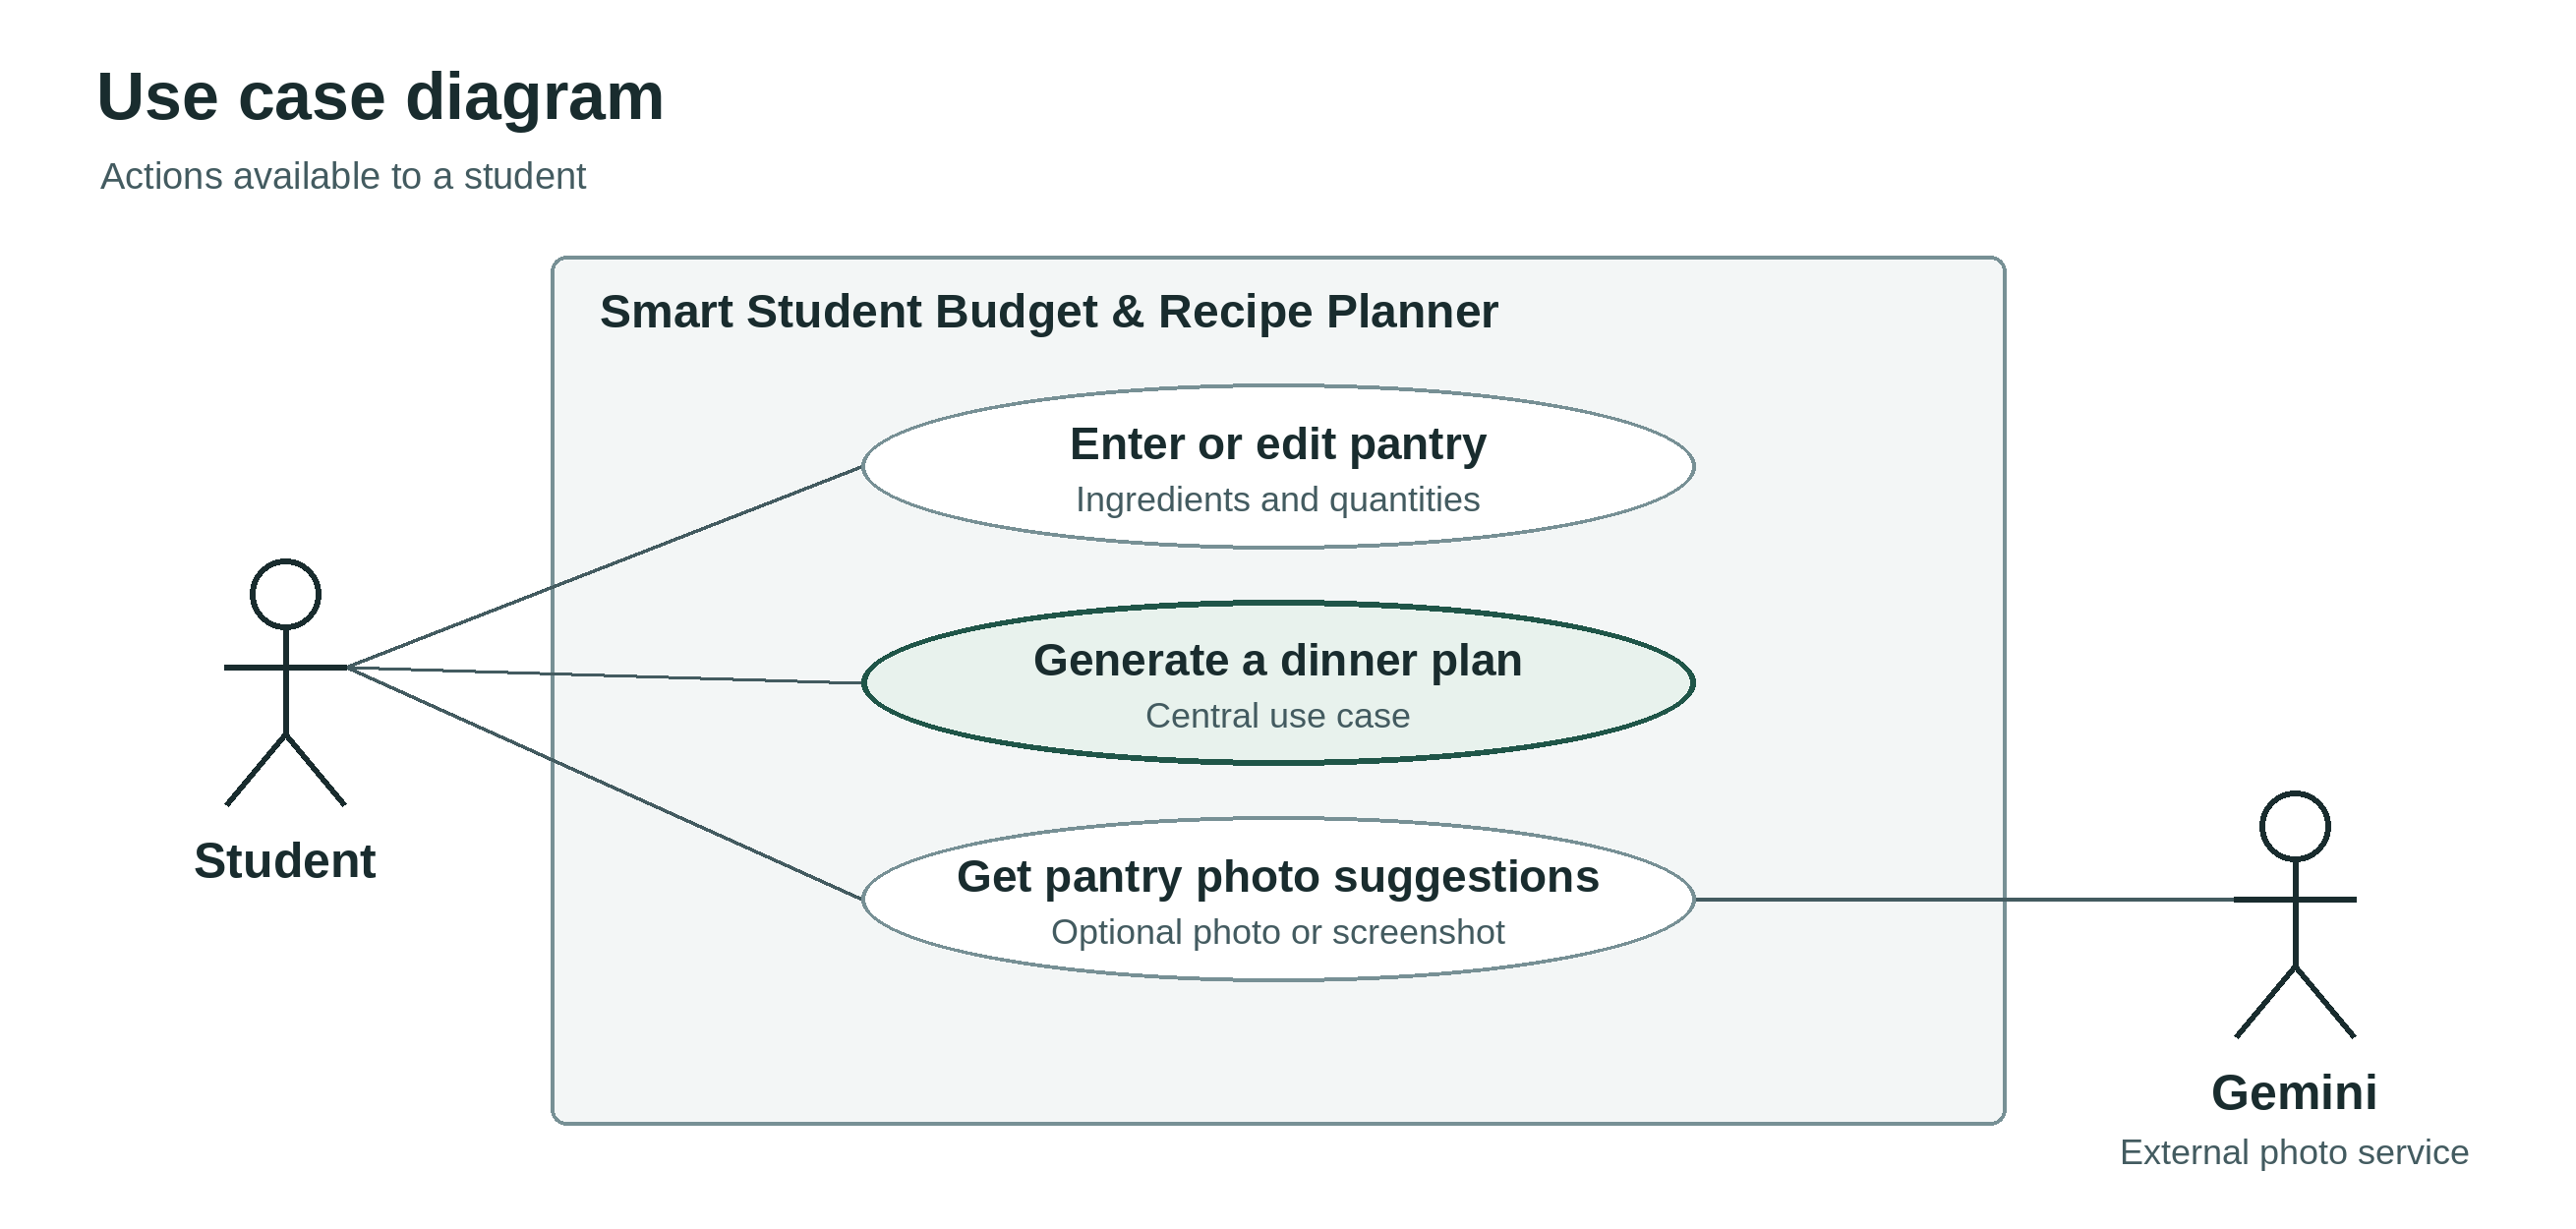 Use case diagram
Actions available to a student
Smart Student Budget & Recipe Planner
Enter or edit pantry
Ingredients and quantities
Generate a dinner plan
Central use case
Student
Get pantry photo suggestions
Optional photo or screenshot
Gemini
External photo service